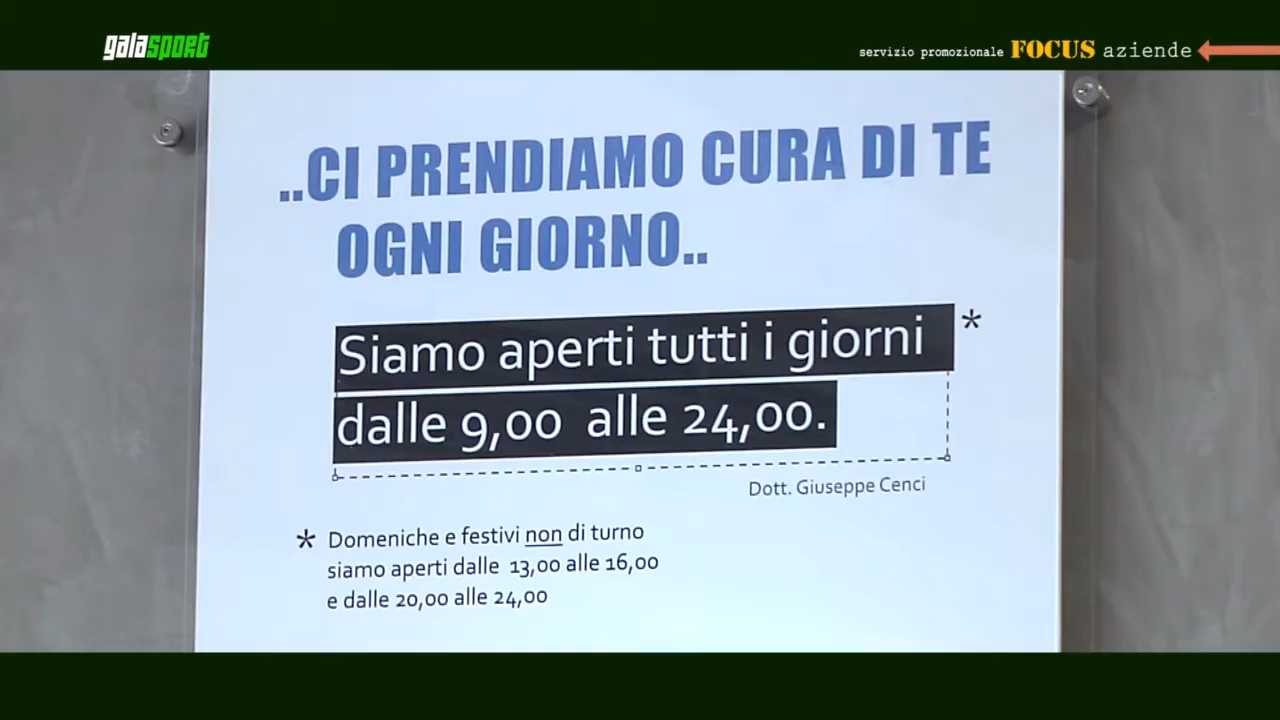 galasport
servizio promozionale FOCUS aziende
..CI PRENDIAMO CURA DI TE
OGNI GIORNO..
Siamo aperti tutti i giorni *
dalle 9,00 alle 24,00.
Dott. Giuseppe Cenci
* Domeniche e festivi non di turno
siamo aperti dalle 13,00 alle 16,00
e dalle 20,00 alle 24,00